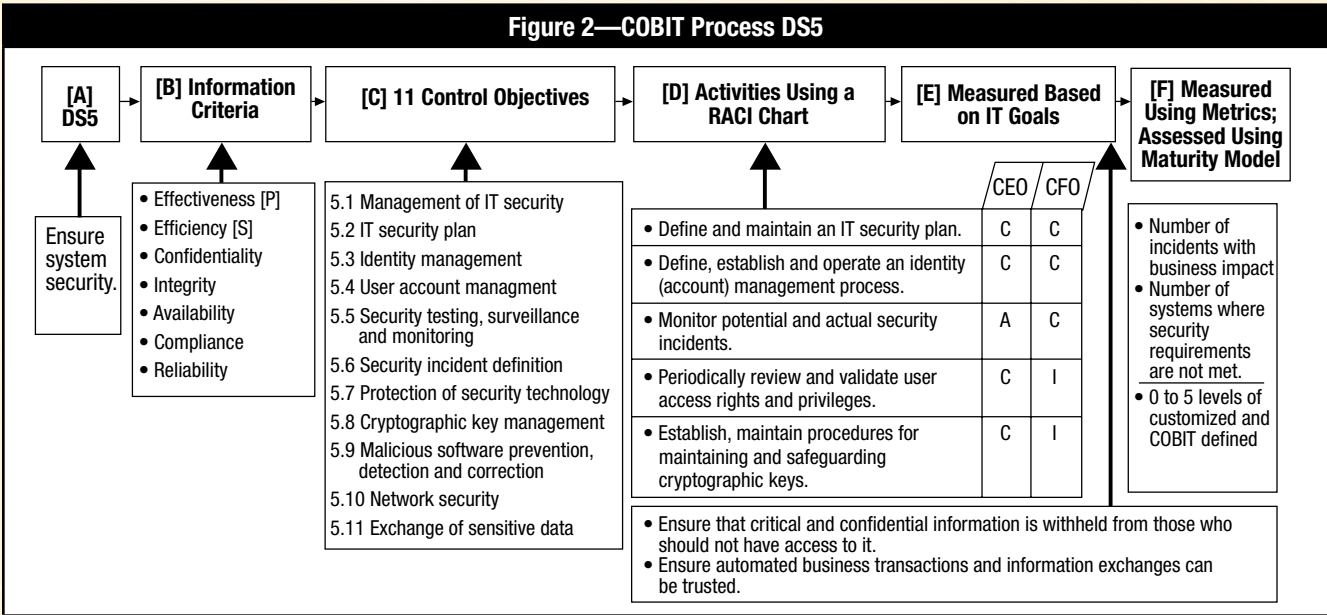 Figure 2—COBIT Process DS5
[A]
DS5
[B] Information
Criteria
[C] 11 Control Objectives
[D] Activities Using a
RACI Chart
[E] Measured Based
on IT Goals
[F] Measured
Using Metrics;
Assessed Using
Maturity Model
Ensure
system
security.
• Effectiveness [P]
• Efficiency [S]
• Confidentiality
• Integrity
• Availability
• Compliance
• Reliability
5.1 Management of IT security
5.2 IT security plan
5.3 Identity management
5.4 User account managment
5.5 Security testing, surveillance
and monitoring
5.6 Security incident definition
5.7 Protection of security technology
5.8 Cryptographic key management
5.9 Malicious software prevention,
detection and correction
5.10 Network security
5.11 Exchange of sensitive data
CEO CFO
• Define and maintain an IT security plan. C C
• Define, establish and operate an identity C C
(account) management process.
• Monitor potential and actual security A C
incidents.
• Periodically review and validate user C I
access rights and privileges.
• Establish, maintain procedures for C I
maintaining and safeguarding
cryptographic keys.
• Ensure that critical and confidential information is withheld from those who
should not have access to it.
• Ensure automated business transactions and information exchanges can
be trusted.
• Number of
incidents with
business impact
• Number of
systems where
security
requirements
are not met.
• 0 to 5 levels of
customized and
COBIT defined